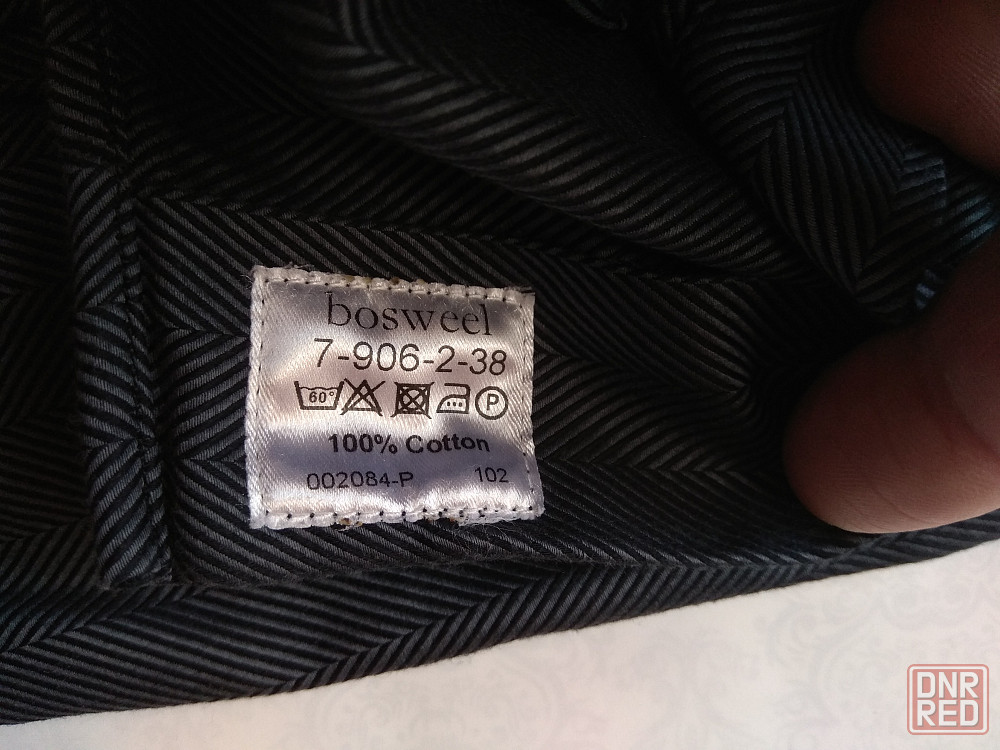 bosweel
7-906-2-38
60° P
100% Cotton
002084-P 102
DNR
RED